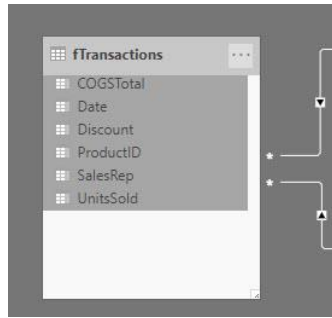 fTransactions ...
COGSTotal
Date
Discount
ProductID
*
SalesRep
*
UnitsSold